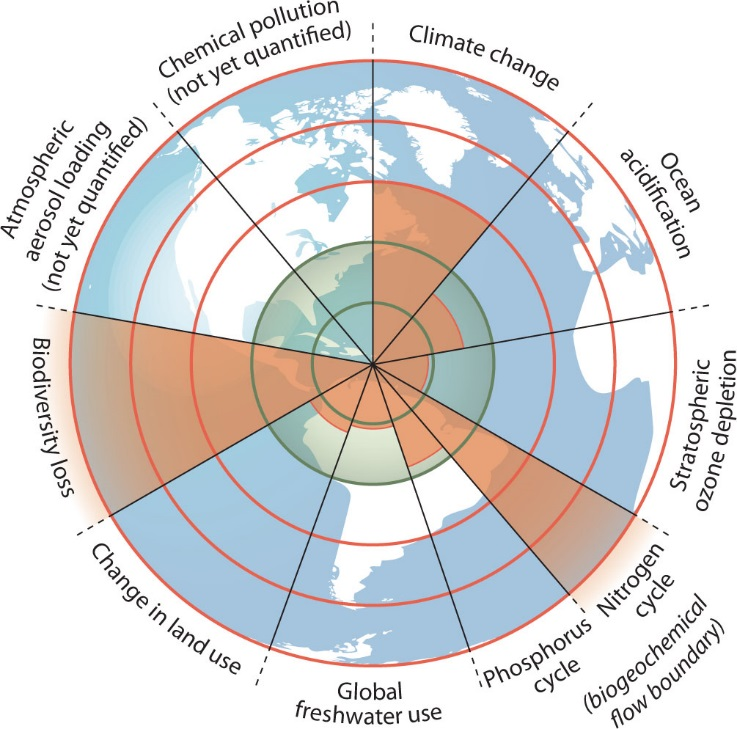 Climate change
Ocean
acidification
Stratospheric
ozone depletion
Nitrogen
cycle
(biogeochemical
flow boundary)
Phosphorus
cycle
Global
freshwater use
Change in land use
Biodiversity loss
Atmospheric
aerosol loading
(not yet quantified)
Chemical pollution
(not yet quantified)